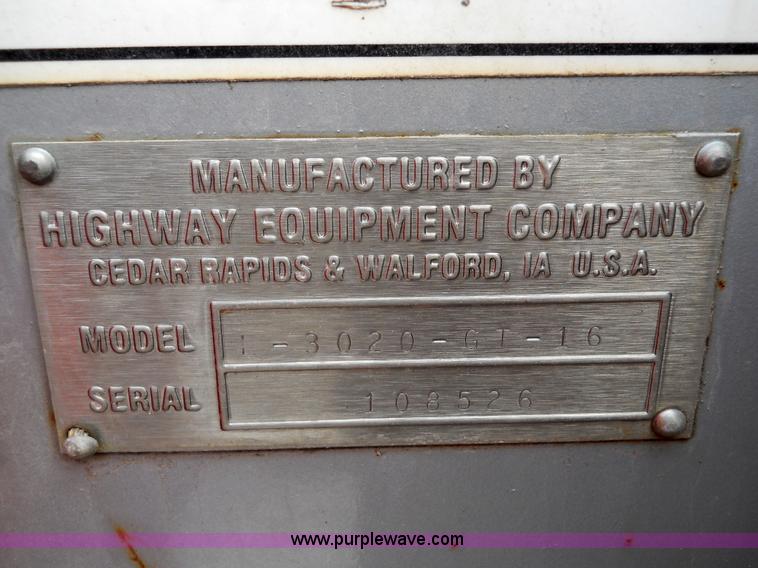 MANUFACTURED BY
HIGHWAY EQUIPMENT COMPANY
CEDAR RAPIDS & WALFORD, IA U.S.A.
MODEL -3020-GT-16
SERIAL 108526
www.purplewave.com